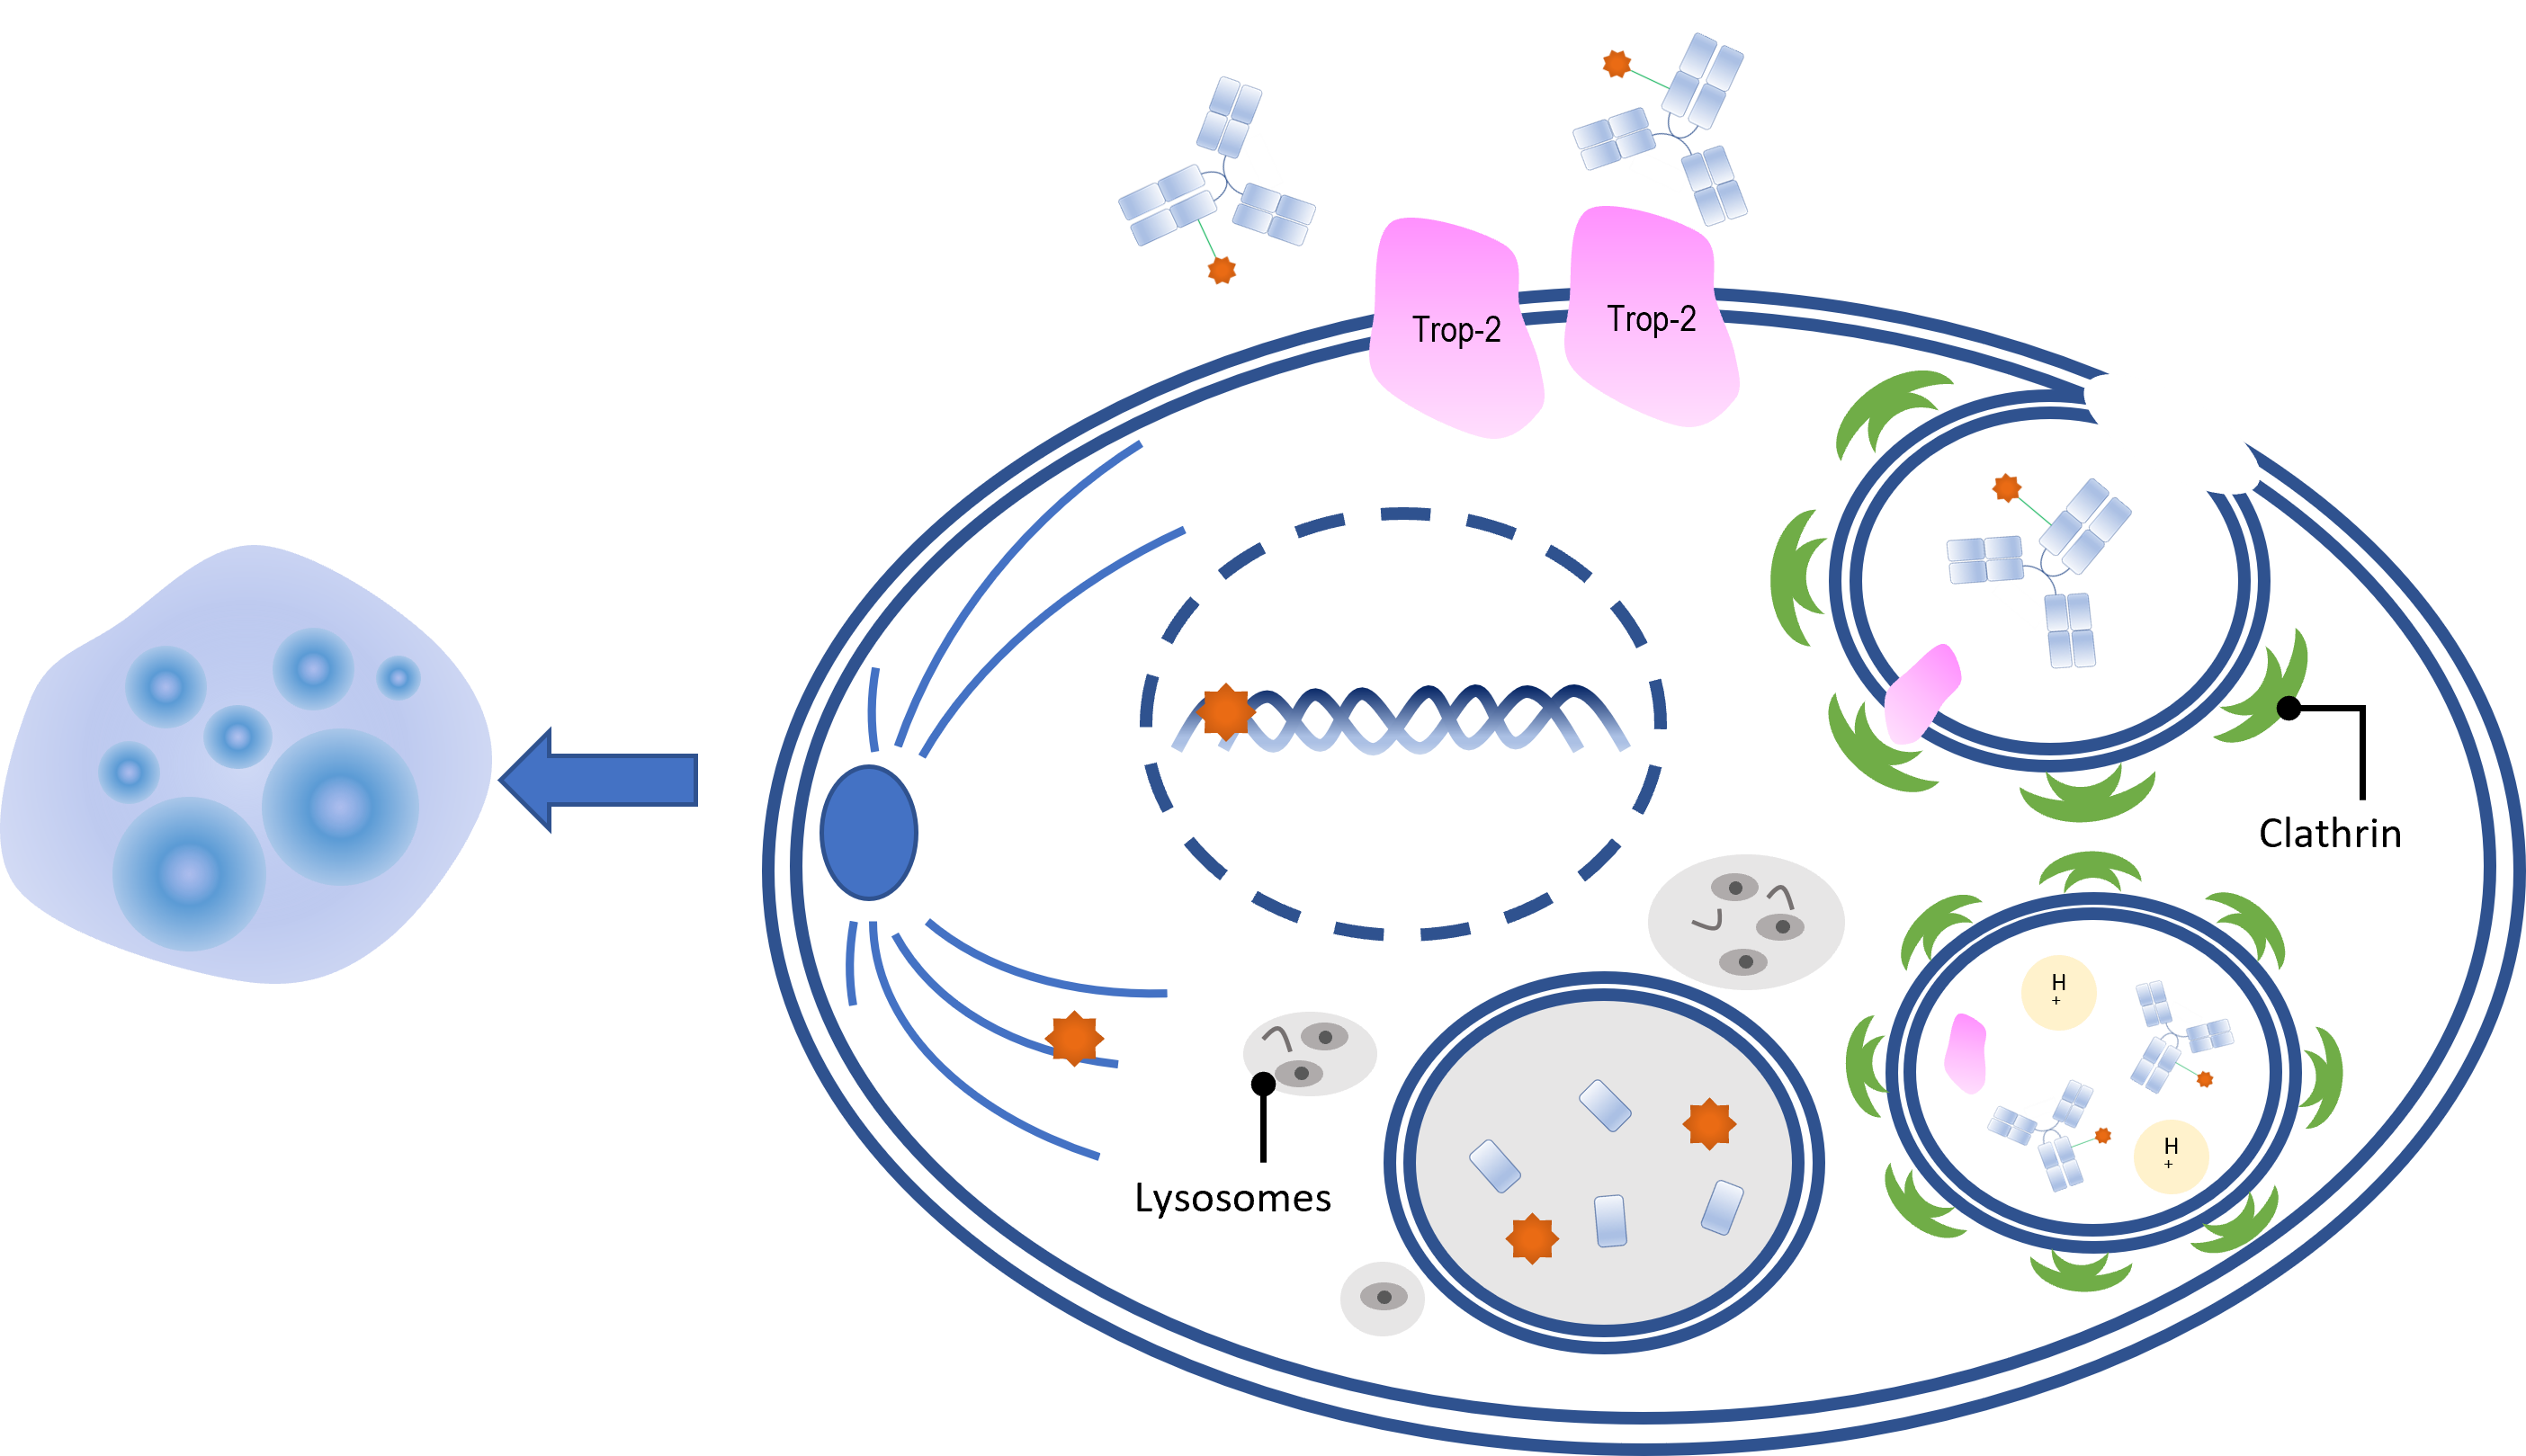 Trop-2
Trop-2
Clathrin
H
+
H
+
Lysosomes